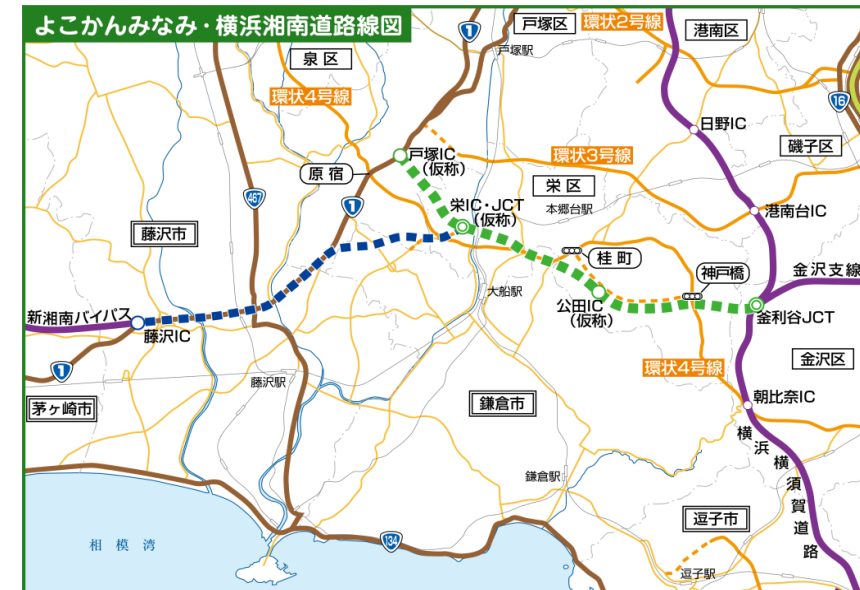 よこかんみなみ・横浜湘南道路線図
1
戸塚区
環状2号線
港南区
戸塚駅
泉区
環状4号線
16
日野IC
磯子区
戸塚IC
(仮称)
環状3号線
原宿
栄区
467
1
栄IC・JCT
(仮称)
本郷台駅
港南台IC
藤沢市
桂町
神戸橋
金沢支線
大船駅
新湘南バイパス
藤沢IC
公田IC
(仮称)
釜利谷JCT
1
環状4号線
金沢区
藤沢駅
茅ヶ崎市
鎌倉市
朝比奈IC
横浜横須賀道路
鎌倉駅
逗子市
相模湾
134
逗子駅